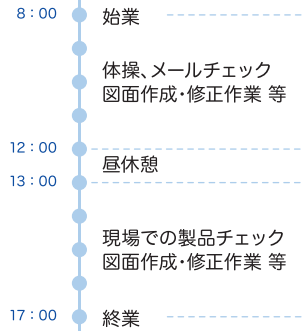 8：00 始業
体操、メールチェック
図面作成・修正作業 等
12：00
昼休憩
13：00
現場での製品チェック
図面作成・修正作業 等
17：00 終業